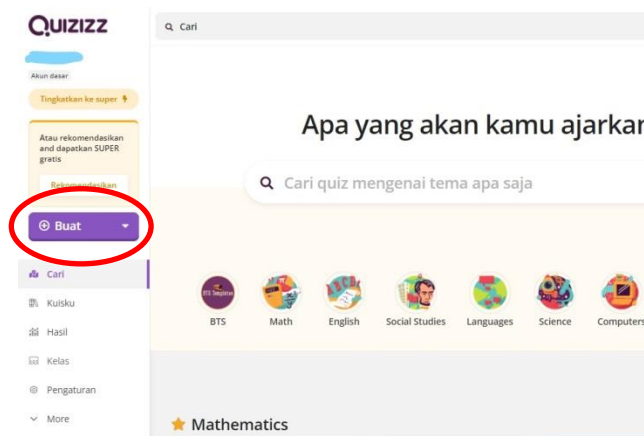 Quizizz
Cari
Akun dasar
Tingkatkan ke super
Atau rekomendasikan
and dapatkan SUPER
gratis
Rekomendasikan
Buat
Cari
Kuisku
Hasil
Kelas
Pengaturan
More
Apa yang akan kamu ajarkan
Cari quiz mengenai tema apa saja
BTS Templates
BTS
Math
English
Social Studies
Languages
Science
Computers
Mathematics